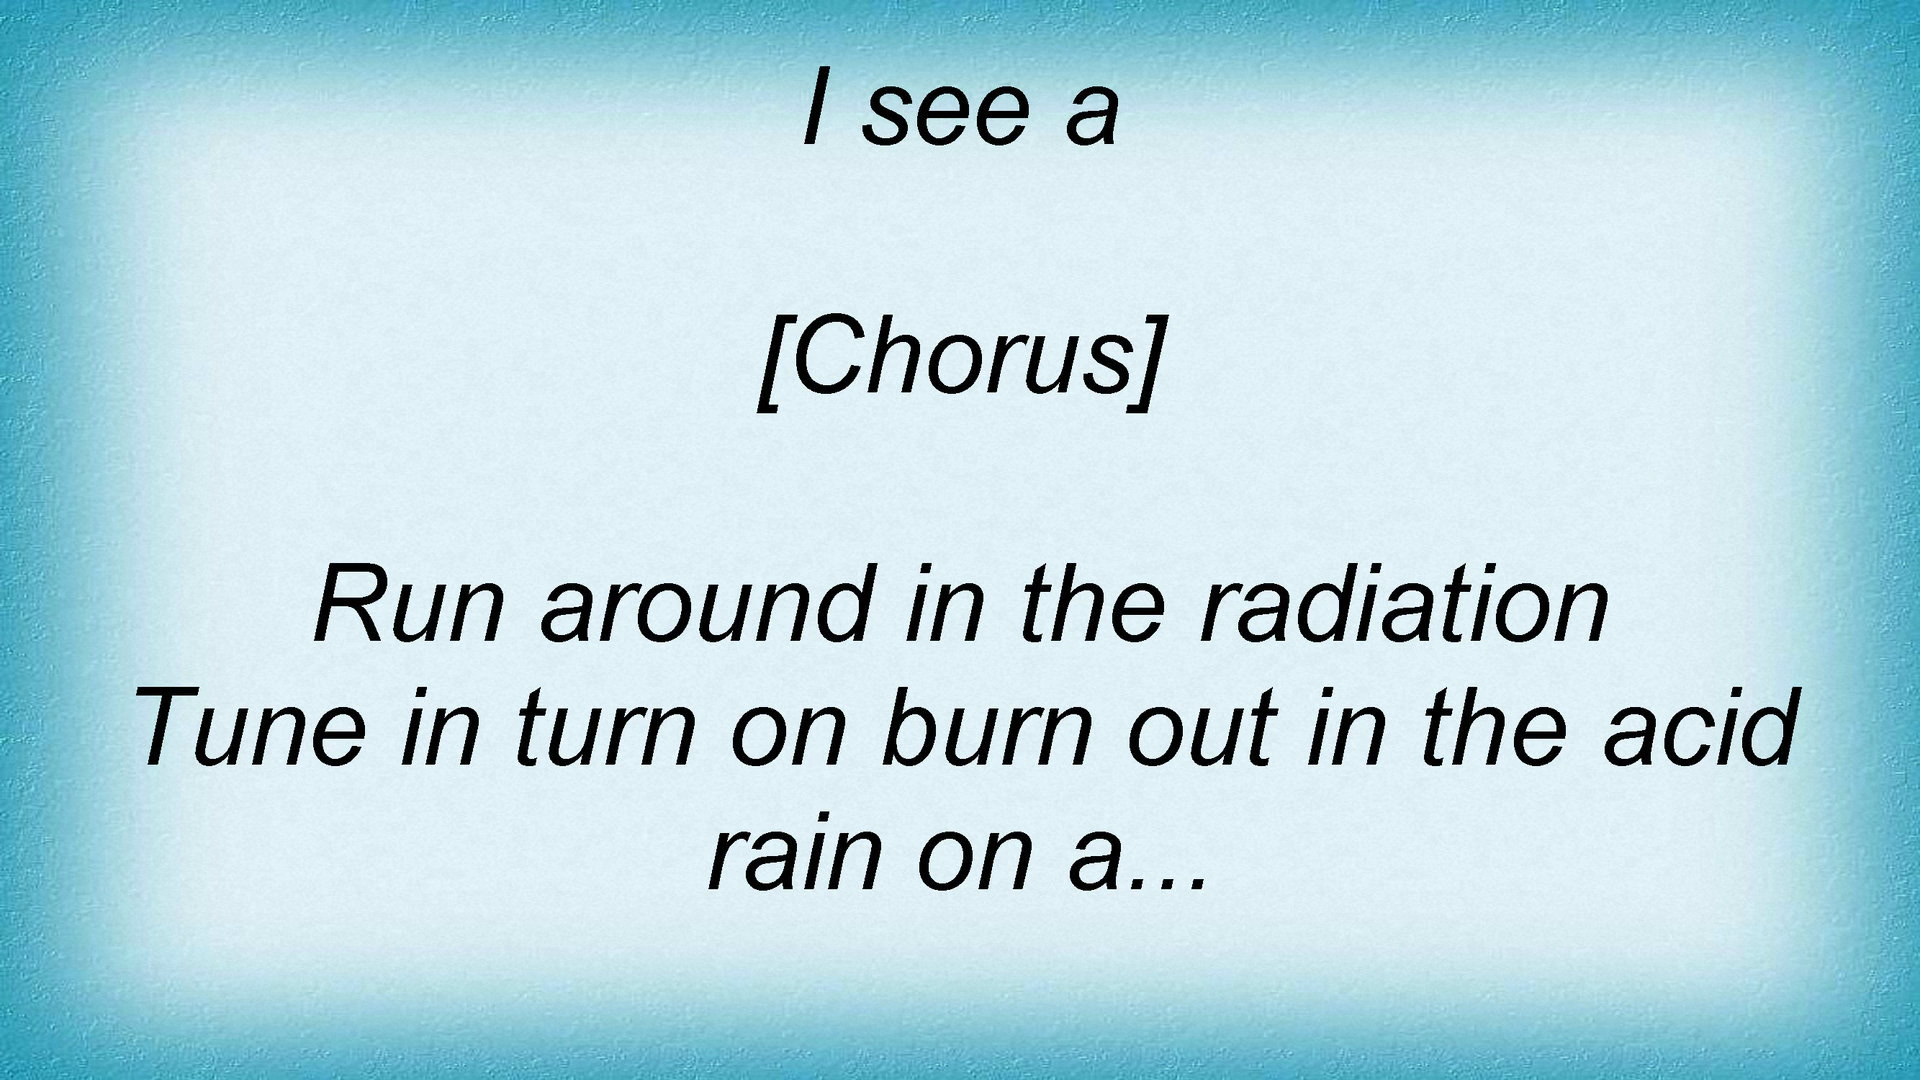 I see a
[Chorus]
Run around in the radiation
Tune in turn on burn out in the acid
rain on a...